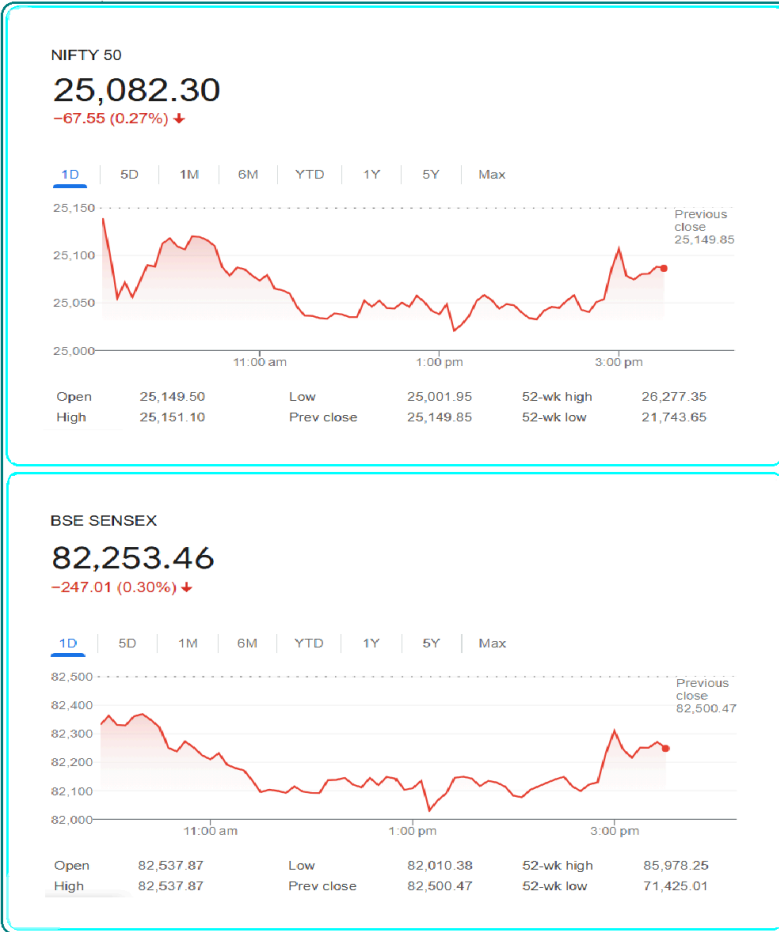 NIFTY 50
25,082.30
−67.55 (0.27%) ↓
1D 5D 1M 6M YTD 1Y 5Y Max
25,150
Previous
close
25,149.85
25,100
25,050
25,000
11:00 am 1:00 pm 3:00 pm
Open 25,149.50 Low 25,001.95 52-wk high 26,277.35
High 25,151.10 Prev close 25,149.85 52-wk low 21,743.65
BSE SENSEX
82,253.46
−247.01 (0.30%) ↓
1D 5D 1M 6M YTD 1Y 5Y Max
82,500
Previous
close
82,500.47
82,400
82,300
82,200
82,100
82,000
11:00 am 1:00 pm 3:00 pm
Open 82,537.87 Low 82,010.38 52-wk high 85,978.25
High 82,537.87 Prev close 82,500.47 52-wk low 71,425.01